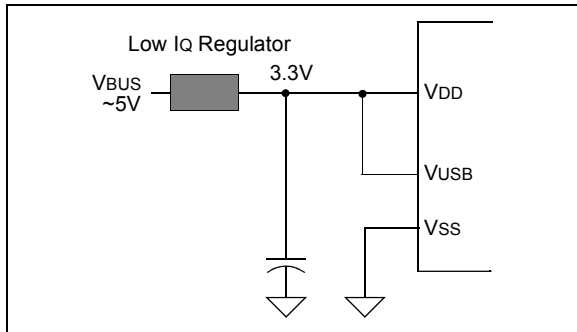 Low IQ Regulator
VBUS
~5V
3.3V
VDD
VUSB
VSS